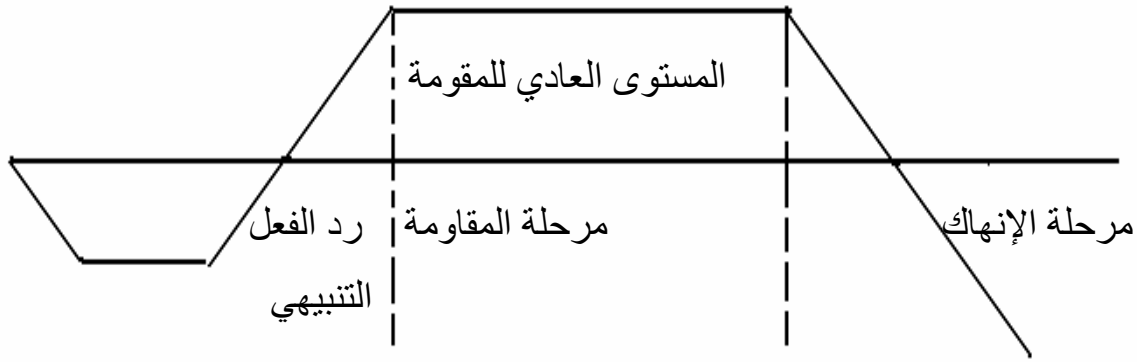 المستوى العادي للمقومة
مرحلة الإنهاك
مرحلة المقاومة
رد الفعل
التنبيهي